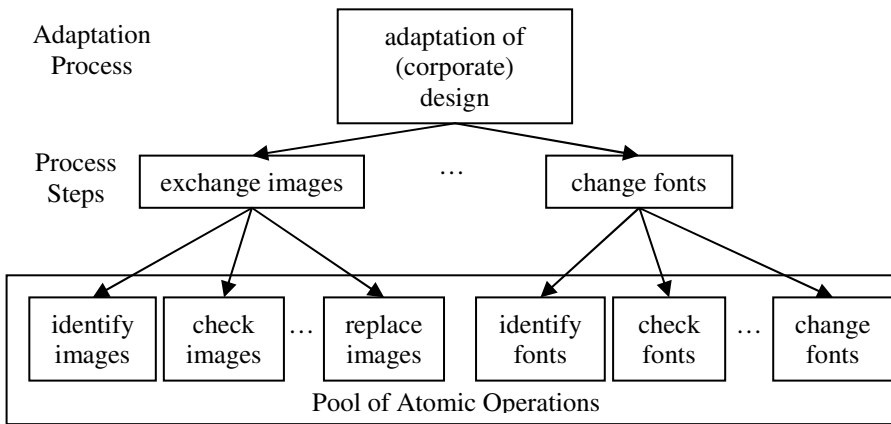 Adaptation
Process
adaptation of
(corporate)
design
Process
Steps
exchange images
…
change fonts
identify
images
check
images
…
replace
images
identify
fonts
check
fonts
…
change
fonts
Pool of Atomic Operations